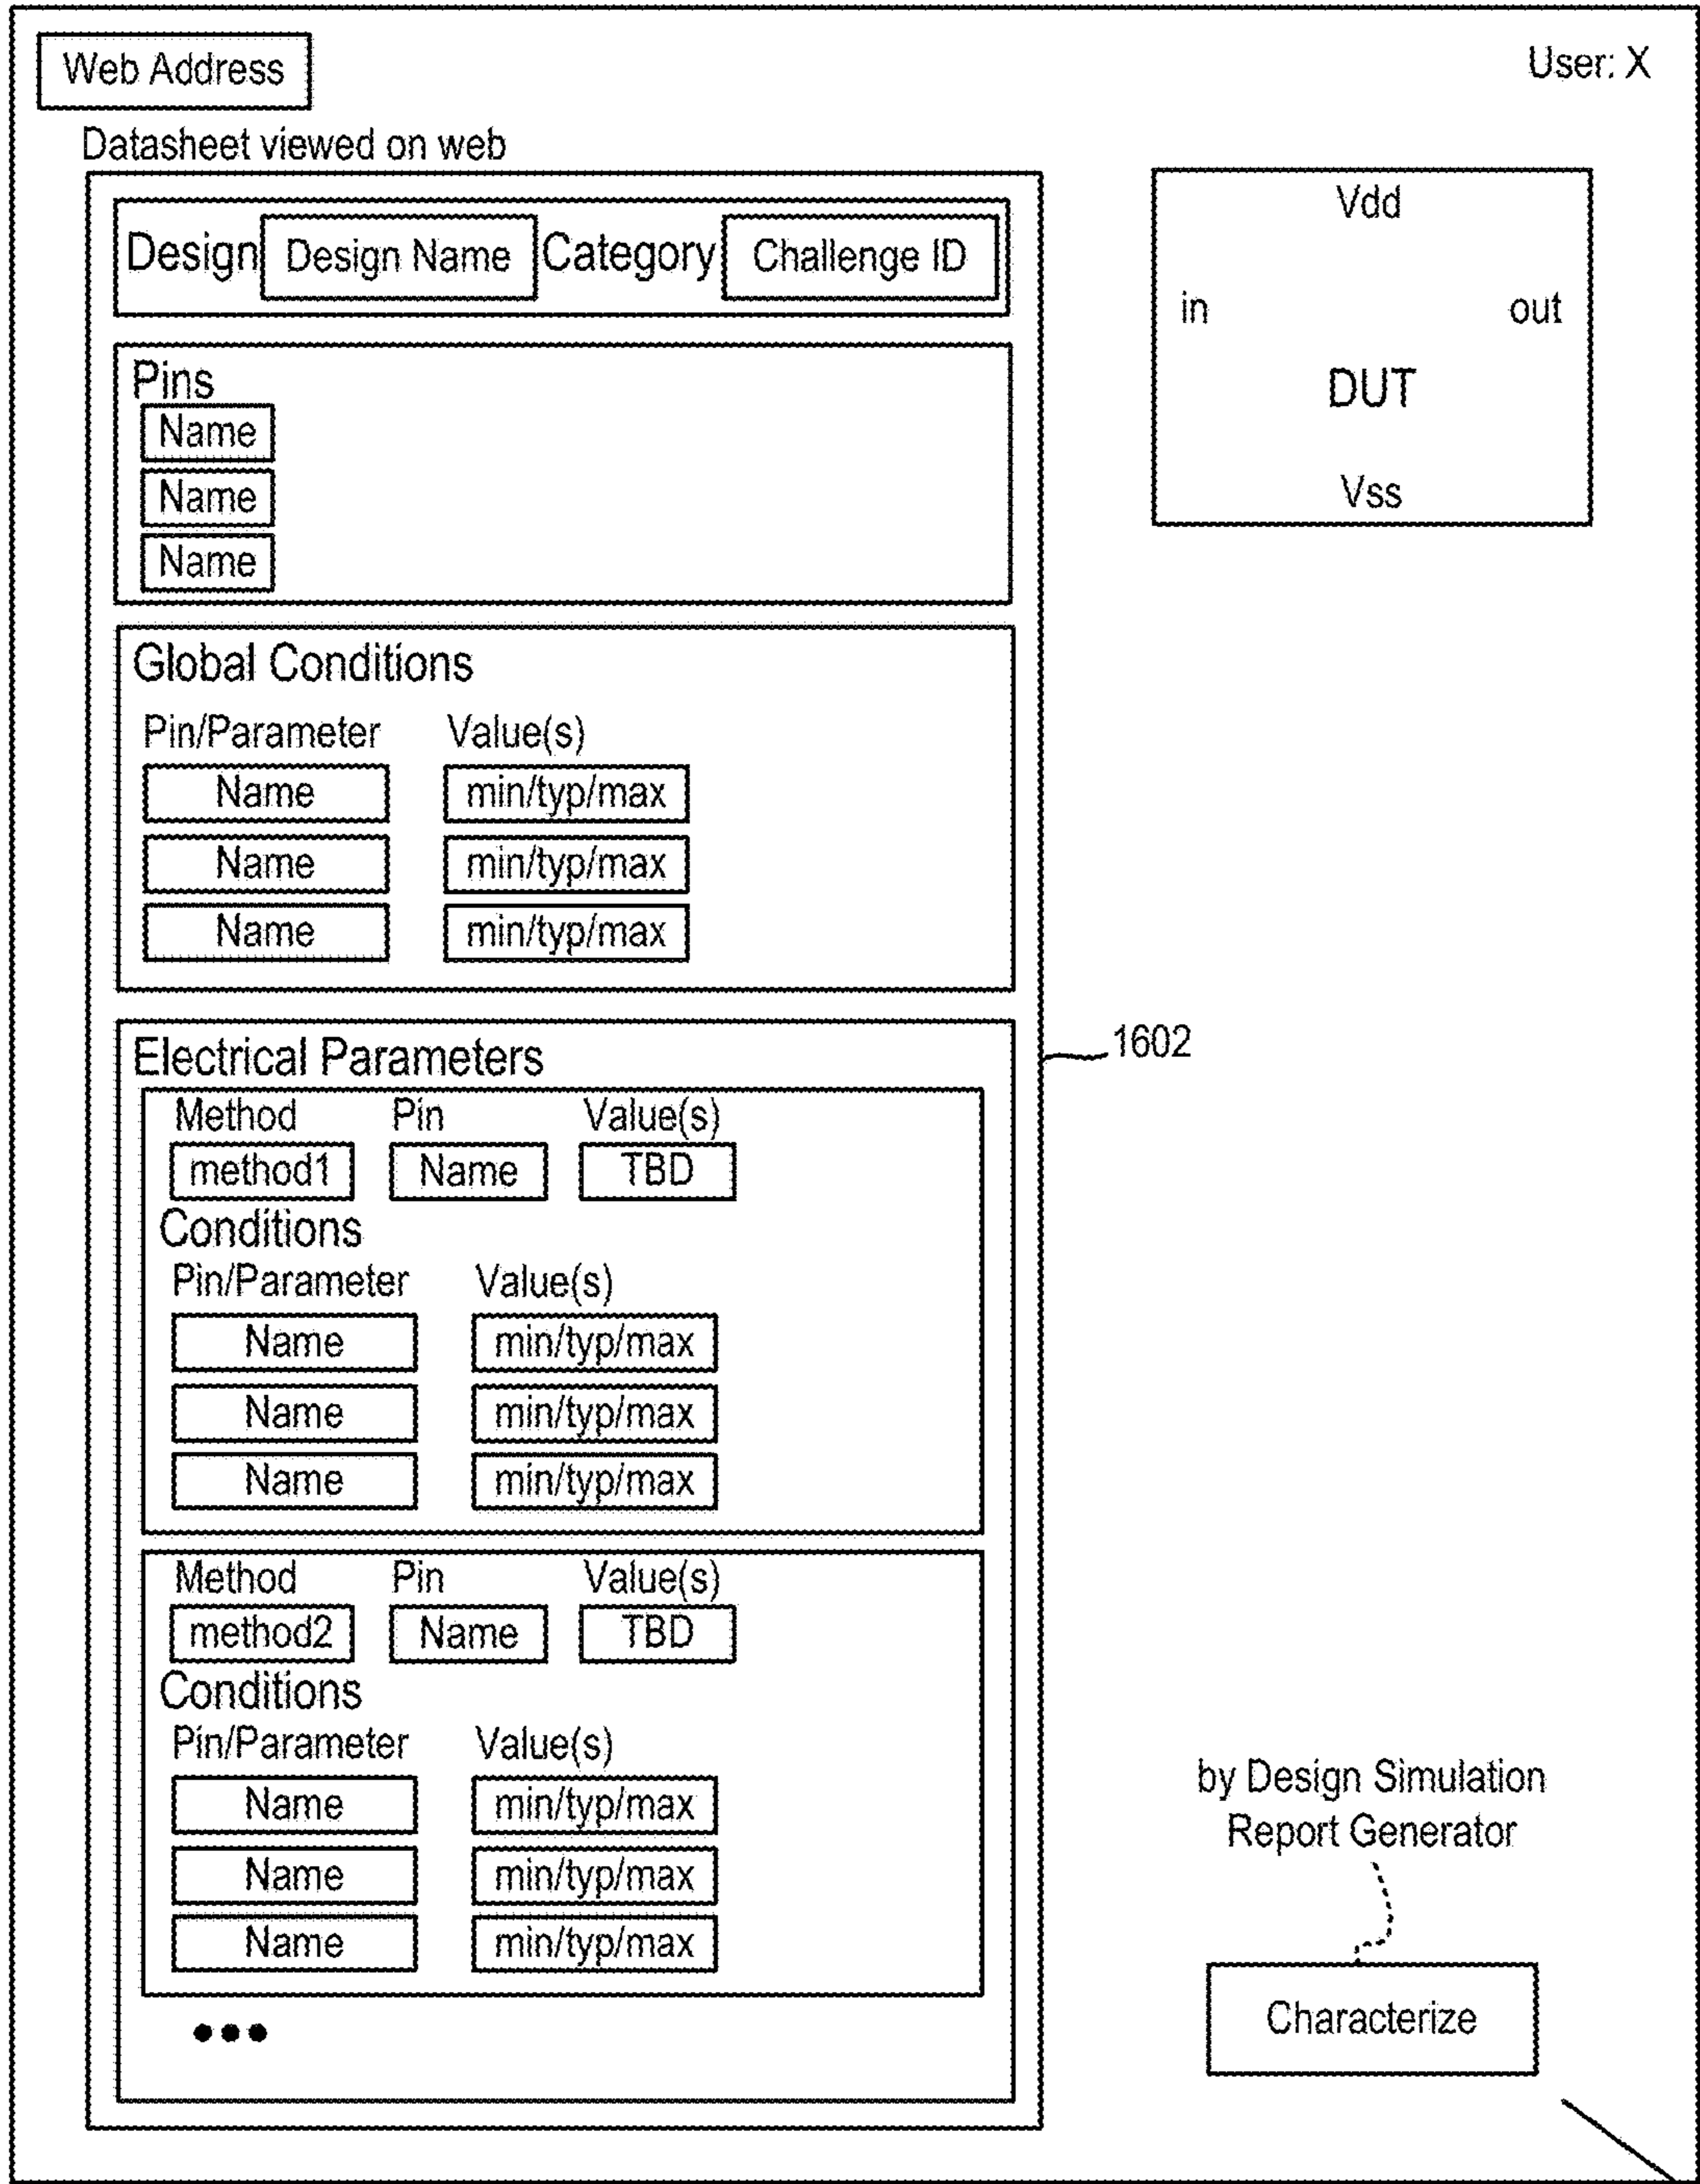 Web Address
User: X
Datasheet viewed on web
Design Design Name Category Challenge ID
Pins
Name
Name
Name
Global Conditions
Pin/Parameter Value(s)
Name min/typ/max
Name min/typ/max
Name min/typ/max
Electrical Parameters
Method Pin Value(s)
method1 Name TBD
Conditions
Pin/Parameter Value(s)
Name min/typ/max
Name min/typ/max
Name min/typ/max
Method Pin Value(s)
method2 Name TBD
Conditions
Pin/Parameter Value(s)
Name min/typ/max
Name min/typ/max
Name min/typ/max
•••
Vdd
in out
DUT
Vss
1602
by Design Simulation
Report Generator
Characterize